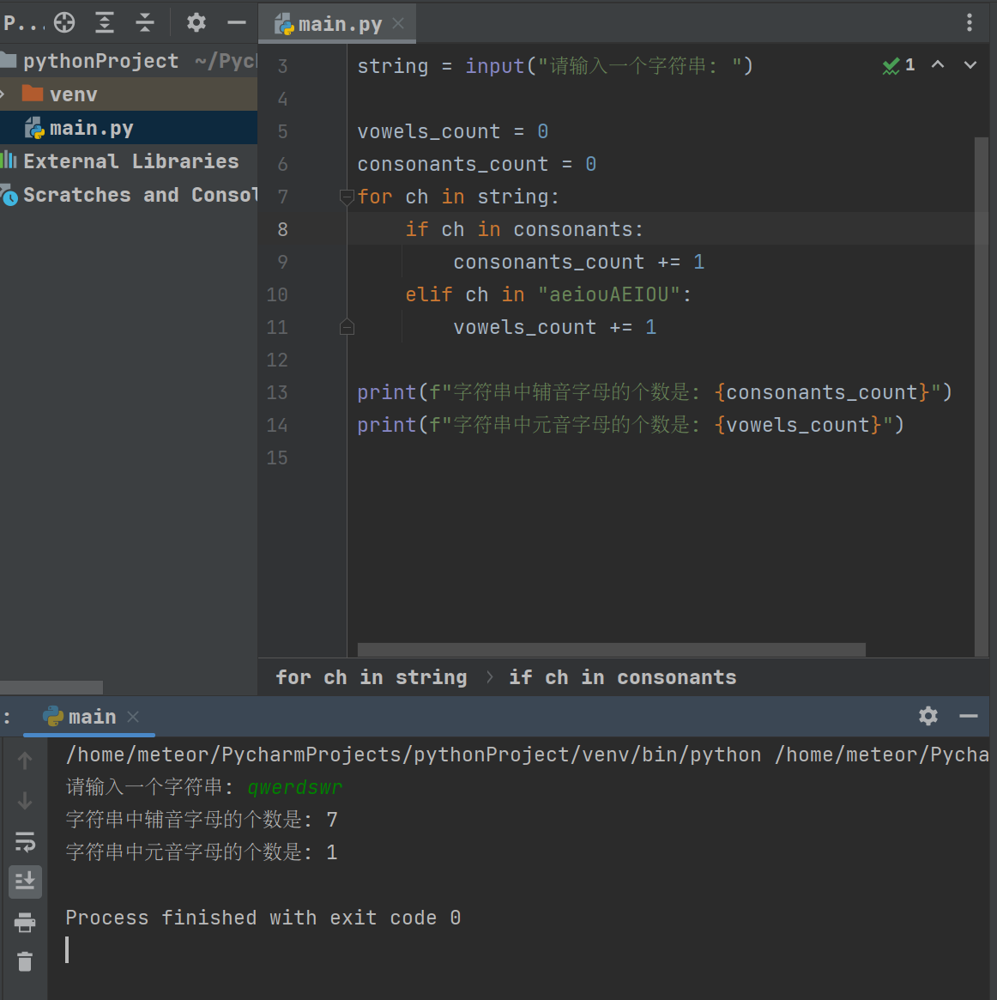 P...
main.py
pythonProject ~/Pycl
venv
main.py
External Libraries
Scratches and Consol
1
3 string = input("请输入一个字符串: ")
4
5 vowels_count = 0
6 consonants_count = 0
7 for ch in string:
8 if ch in consonants:
9 consonants_count += 1
10 elif ch in "aeiouAEIOU":
11 vowels_count += 1
12
13 print(f"字符串中辅音字母的个数是: {consonants_count}")
14 print(f"字符串中元音字母的个数是: {vowels_count}")
15
for ch in string › if ch in consonants
: main
/home/meteor/PycharmProjects/pythonProject/venv/bin/python /home/meteor/Pycha
请输入一个字符串: qwerdswr
字符串中辅音字母的个数是: 7
字符串中元音字母的个数是: 1
Process finished with exit code 0